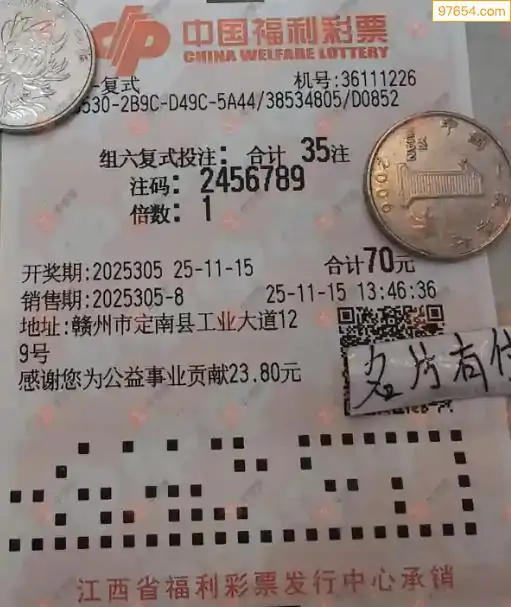 97654.com
中国福利彩票
CHINA WELFARE LOTTERY
-复式
机号:36111226
530-2B9C-D49C-5A44/38534805/D0852
组六复式投注: 合计 35注
注码: 2456789
倍数: 1
开奖期:2025305 25-11-15 合计70元
销售期:2025305-8 25-11-15 13:46:36
地址:赣州市定南县工业大道12
9号
感谢您为公益事业贡献23.80元
名片有
江西省福利彩票发行中心承销